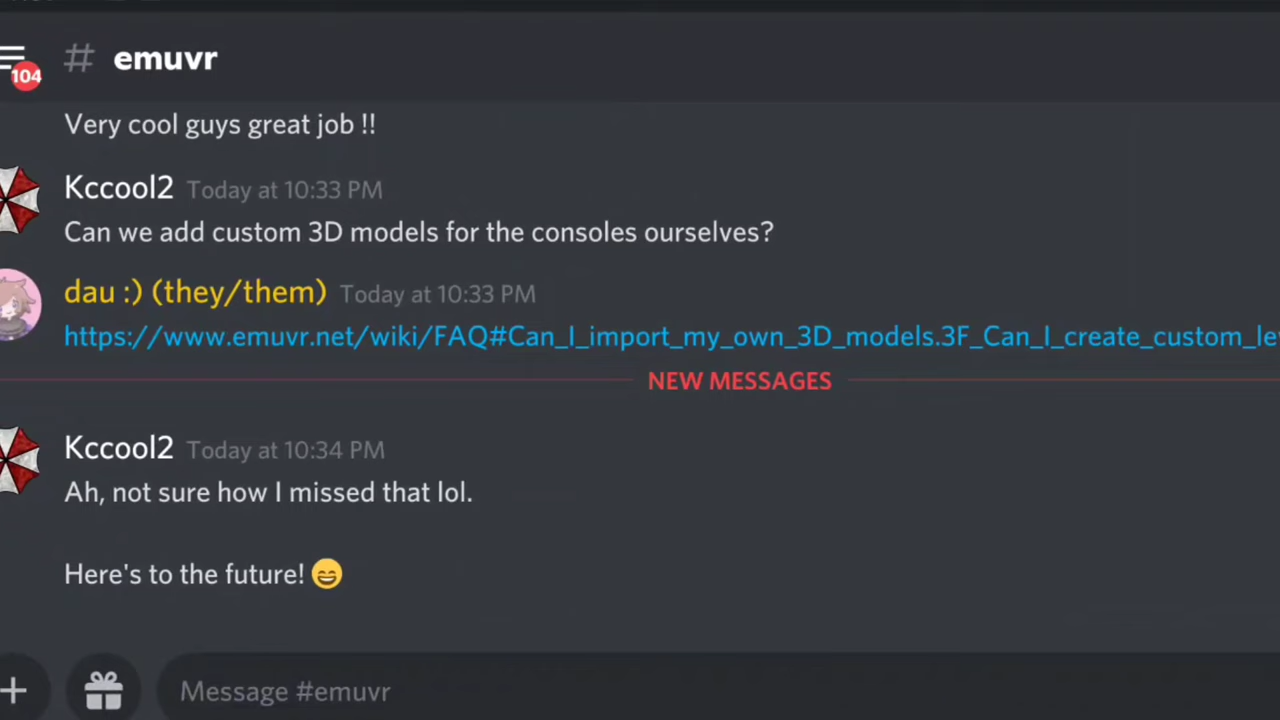 104
# emuvr
Very cool guys great job !!
Kccool2 Today at 10:33 PM
Can we add custom 3D models for the consoles ourselves?
dau :) (they/them) Today at 10:33 PM
https://www.emuvr.net/wiki/FAQ#Can_I_import_my_own_3D_models.3F_Can_I_create_custom_le
NEW MESSAGES
Kccool2 Today at 10:34 PM
Ah, not sure how I missed that lol.
Here's to the future! 😄
Message #emuvr